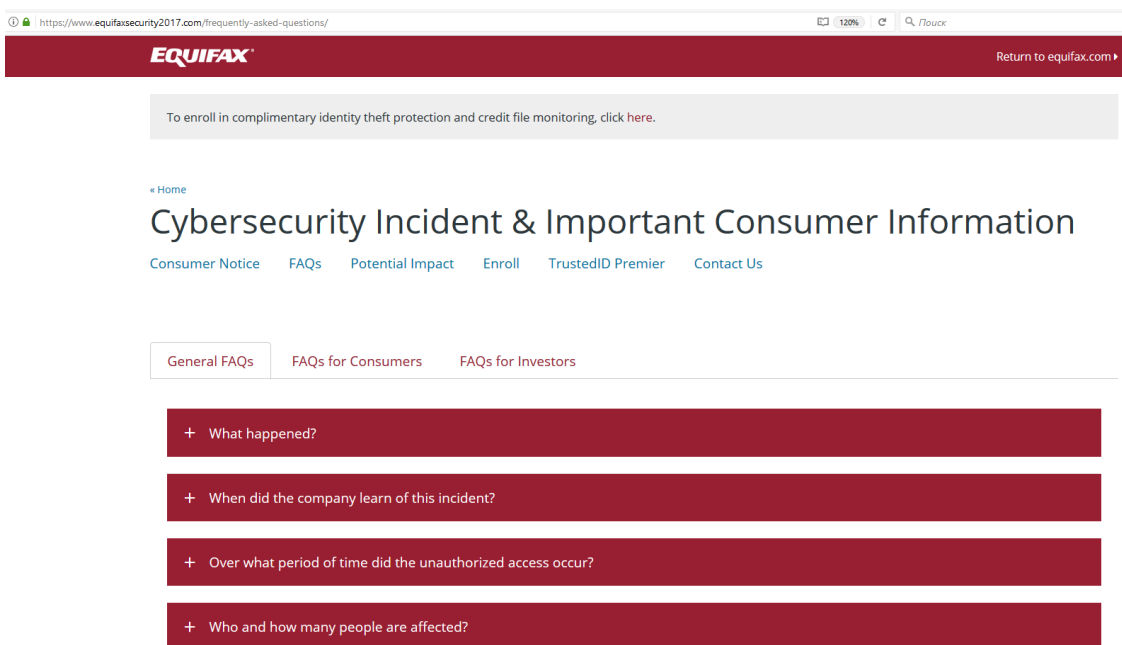 https://www.equifaxsecurity2017.com/frequently-asked-questions/ 120% Поиск
EQUIFAX Return to equifax.com
To enroll in complimentary identity theft protection and credit file monitoring, click here.
« Home
Cybersecurity Incident & Important Consumer Information
Consumer Notice FAQs Potential Impact Enroll TrustedID Premier Contact Us
General FAQs FAQs for Consumers FAQs for Investors
+ What happened?
+ When did the company learn of this incident?
+ Over what period of time did the unauthorized access occur?
+ Who and how many people are affected?